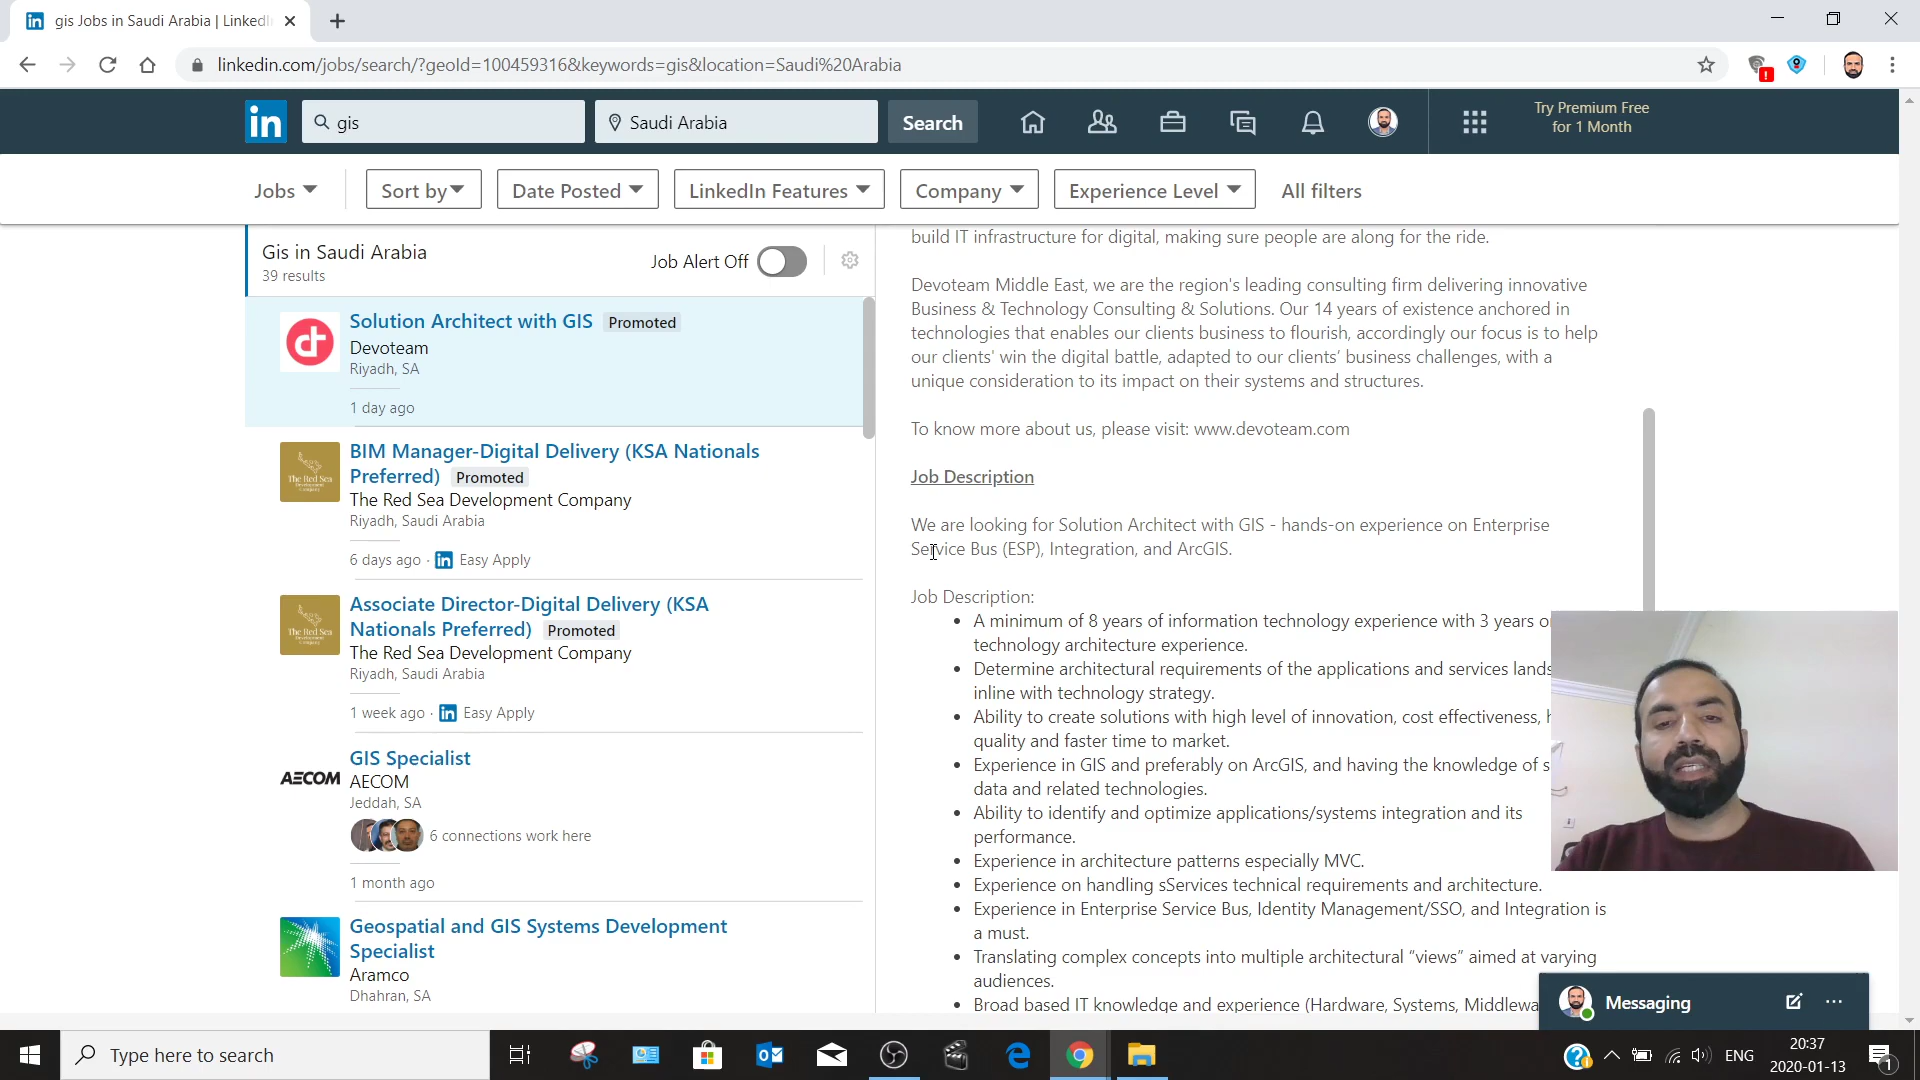 gis Jobs in Saudi Arabia | LinkedIn
linkedin.com/jobs/search/?geoId=100459316&keywords=gis&location=Saudi%20Arabia
in
gis
Saudi Arabia
Search
Try Premium Free
for 1 Month
Jobs
Sort by
Date Posted
LinkedIn Features
Company
Experience Level
All filters
Gis in Saudi Arabia
39 results
Job Alert Off
Solution Architect with GIS Promoted
Devoteam
Riyadh, SA
1 day ago
BIM Manager-Digital Delivery (KSA Nationals
Preferred) Promoted
The Red Sea Development Company
Riyadh, Saudi Arabia
6 days ago · in Easy Apply
Associate Director-Digital Delivery (KSA
Nationals Preferred) Promoted
The Red Sea Development Company
Riyadh, Saudi Arabia
1 week ago · in Easy Apply
GIS Specialist
AECOM
AECOM
Jeddah, SA
6 connections work here
1 month ago
Geospatial and GIS Systems Development
Specialist
Aramco
Dhahran, SA
build IT infrastructure for digital, making sure people are along for the ride.
Devoteam Middle East, we are the region's leading consulting firm delivering innovative
Business & Technology Consulting & Solutions. Our 14 years of existence anchored in
technologies that enables our clients business to flourish, accordingly our focus is to help
our clients' win the digital battle, adapted to our clients' business challenges, with a
unique consideration to its impact on their systems and structures.
To know more about us, please visit: www.devoteam.com
Job Description
We are looking for Solution Architect with GIS - hands-on experience on Enterprise
Service Bus (ESP), Integration, and ArcGIS.
Job Description:
• A minimum of 8 years of information technology experience with 3 years
technology architecture experience.
• Determine architectural requirements of the applications and services lands
inline with technology strategy.
• Ability to create solutions with high level of innovation, cost effectiveness,
quality and faster time to market.
• Experience in GIS and preferably on ArcGIS, and having the knowledge of s
data and related technologies.
• Ability to identify and optimize applications/systems integration and its
performance.
• Experience in architecture patterns especially MVC.
• Experience on handling sServices technical requirements and architecture.
• Experience in Enterprise Service Bus, Identity Management/SSO, and Integration is
a must.
• Translating complex concepts into multiple architectural “views” aimed at varying
audiences.
• Broad based IT knowledge and experience (Hardware, Systems, Middlewa
Messaging
Type here to search
ENG
20:37
2020-01-13
1